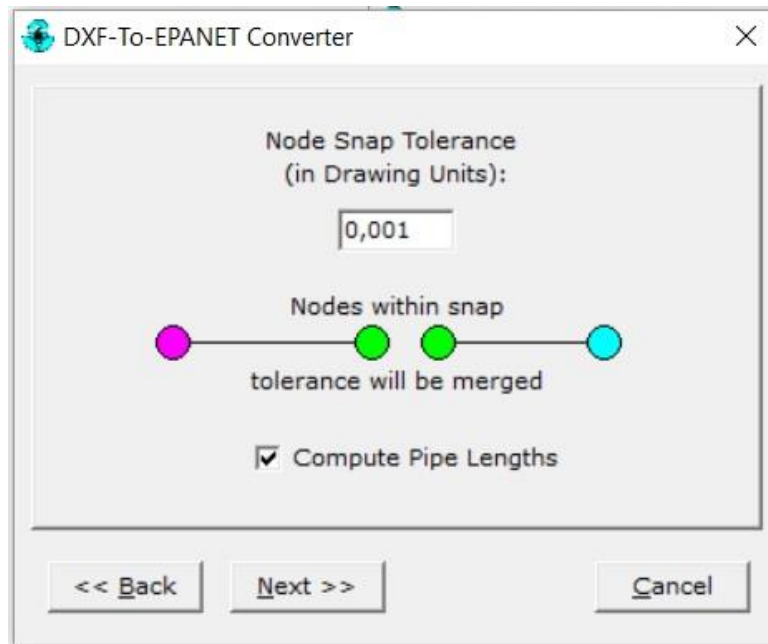 DXF-To-EPANET Converter
Node Snap Tolerance
(in Drawing Units):
0,001
Nodes within snap
tolerance will be merged
Compute Pipe Lengths
<< Back
Next >>
Cancel